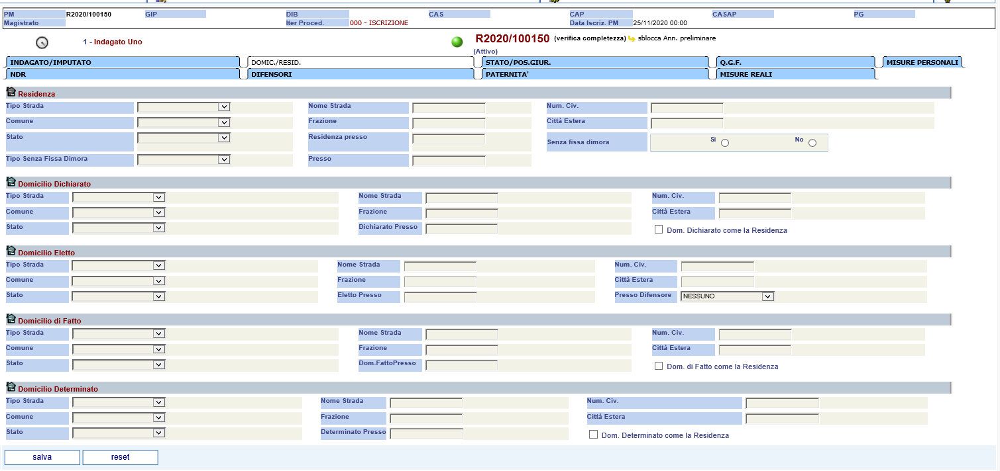 PM R2020/100150 GIP DIB CAS CAP CASAP PG
Magistrato Iter Proced. 000 - ISCRIZIONE Data Iscriz. PM 25/11/2020 00:00
1 - Indagato Uno R2020/100150 (verifica completezza) sblocca Ann. preliminare
(Attivo)
INDAGATO/IMPUTATO DOMIC./RESID. STATO/POS.GIUR. Q.G.F. MISURE PERSONALI
NDR DIFENSORI PATERNITA' MISURE REALI
Residenza
Tipo Strada Nome Strada Num. Civ.
Comune Frazione Città Estera
Stato Residenza presso Senza fissa dimora Si No
Tipo Senza Fissa Dimora Presso
Domicilio Dichiarato
Tipo Strada Nome Strada Num. Civ.
Comune Frazione Città Estera
Stato Dichiarato Presso Dom. Dichiarato come la Residenza
Domicilio Eletto
Tipo Strada Nome Strada Num. Civ.
Comune Frazione Città Estera
Stato Eletto Presso Presso Difensore NESSUNO
Domicilio di Fatto
Tipo Strada Nome Strada Num. Civ.
Comune Frazione Città Estera
Stato Dom.FattoPresso Dom. di Fatto come la Residenza
Domicilio Determinato
Tipo Strada Nome Strada Num. Civ.
Comune Frazione Città Estera
Stato Determinato Presso Dom. Determinato come la Residenza
salva reset